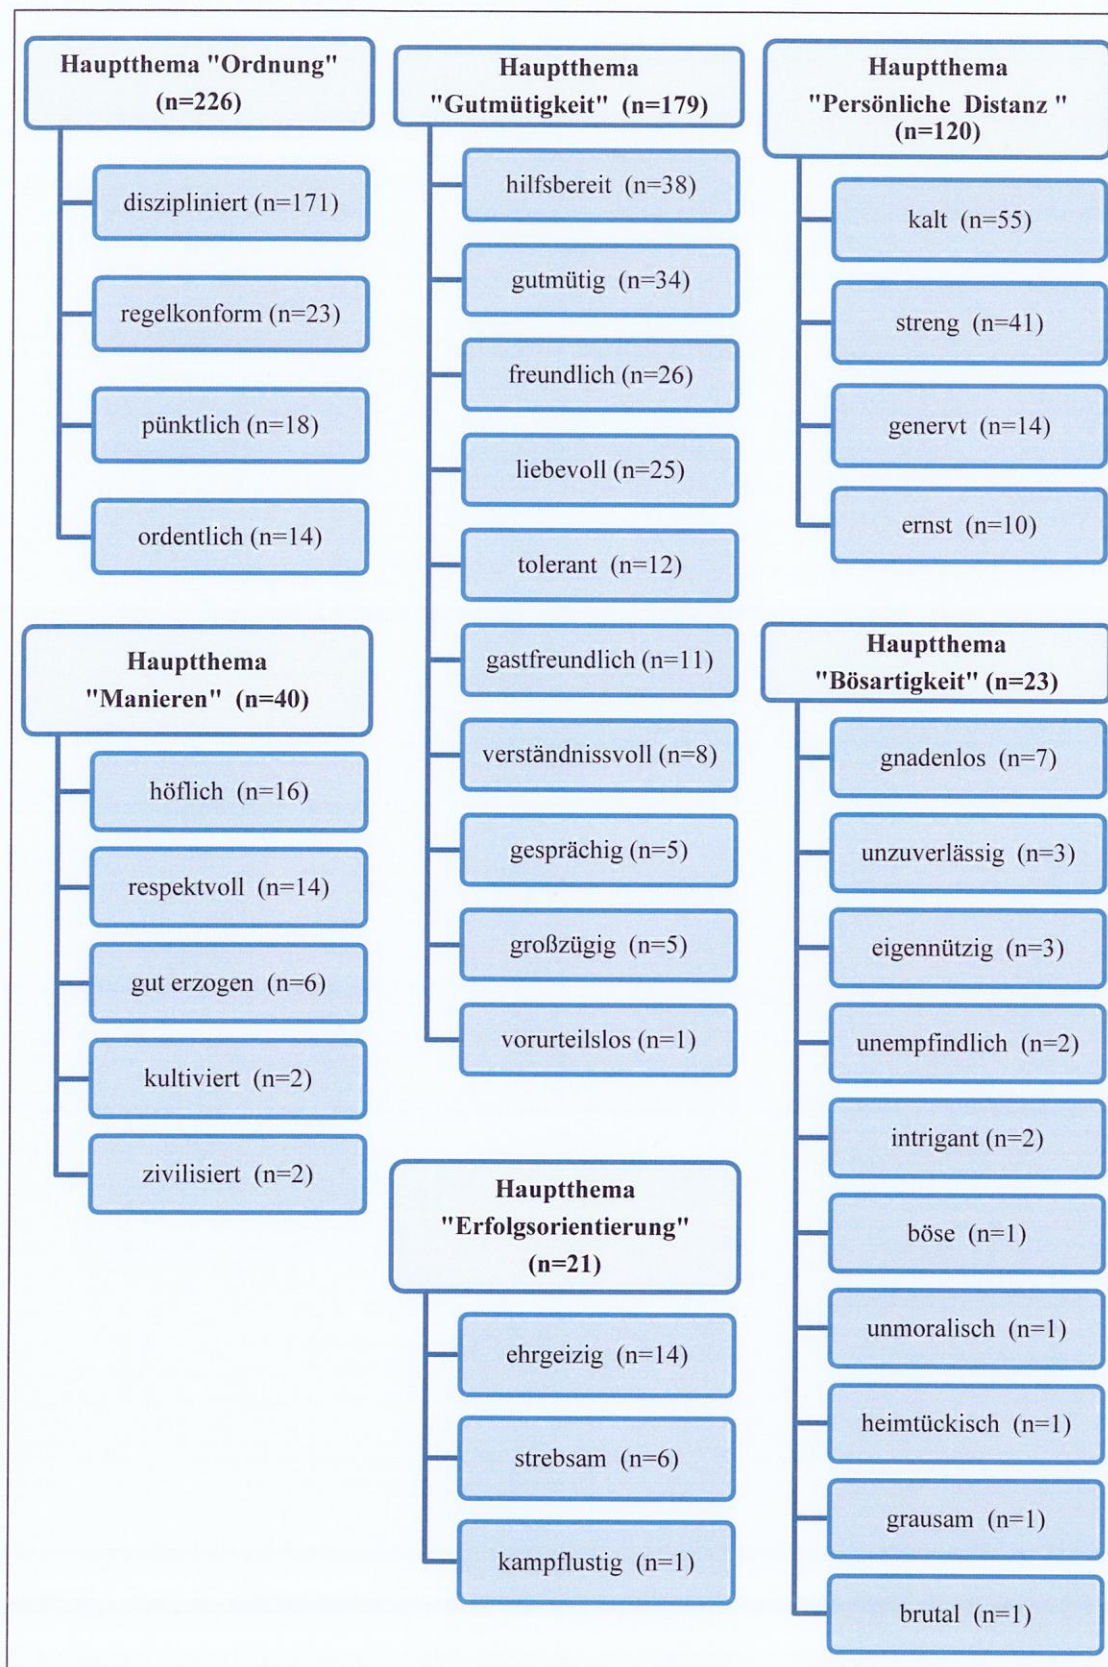 Hauptthema "Ordnung"
(n=226)
diszipliniert (n=171)
regelkonform (n=23)
pünktlich (n=18)
ordentlich (n=14)
Hauptthema
"Manieren" (n=40)
höflich (n=16)
respektvoll (n=14)
gut erzogen (n=6)
kultiviert (n=2)
zivilisiert (n=2)
Hauptthema
"Gutmütigkeit" (n=179)
hilfsbereit (n=38)
gutmütig (n=34)
freundlich (n=26)
liebevoll (n=25)
tolerant (n=12)
gastfreundlich (n=11)
verständnissvoll (n=8)
gesprächig (n=5)
großzügig (n=5)
vorurteilslos (n=1)
Hauptthema
"Erfolgsorientierung"
(n=21)
ehrgeizig (n=14)
strebsam (n=6)
kampflustig (n=1)
Hauptthema
"Persönliche Distanz "
(n=120)
kalt (n=55)
streng (n=41)
genervt (n=14)
ernst (n=10)
Hauptthema
"Bösartigkeit" (n=23)
gnadenlos (n=7)
unzuverlässig (n=3)
eigennützig (n=3)
unempfindlich (n=2)
intrigant (n=2)
böse (n=1)
unmoralisch (n=1)
heimtückisch (n=1)
grausam (n=1)
brutal (n=1)